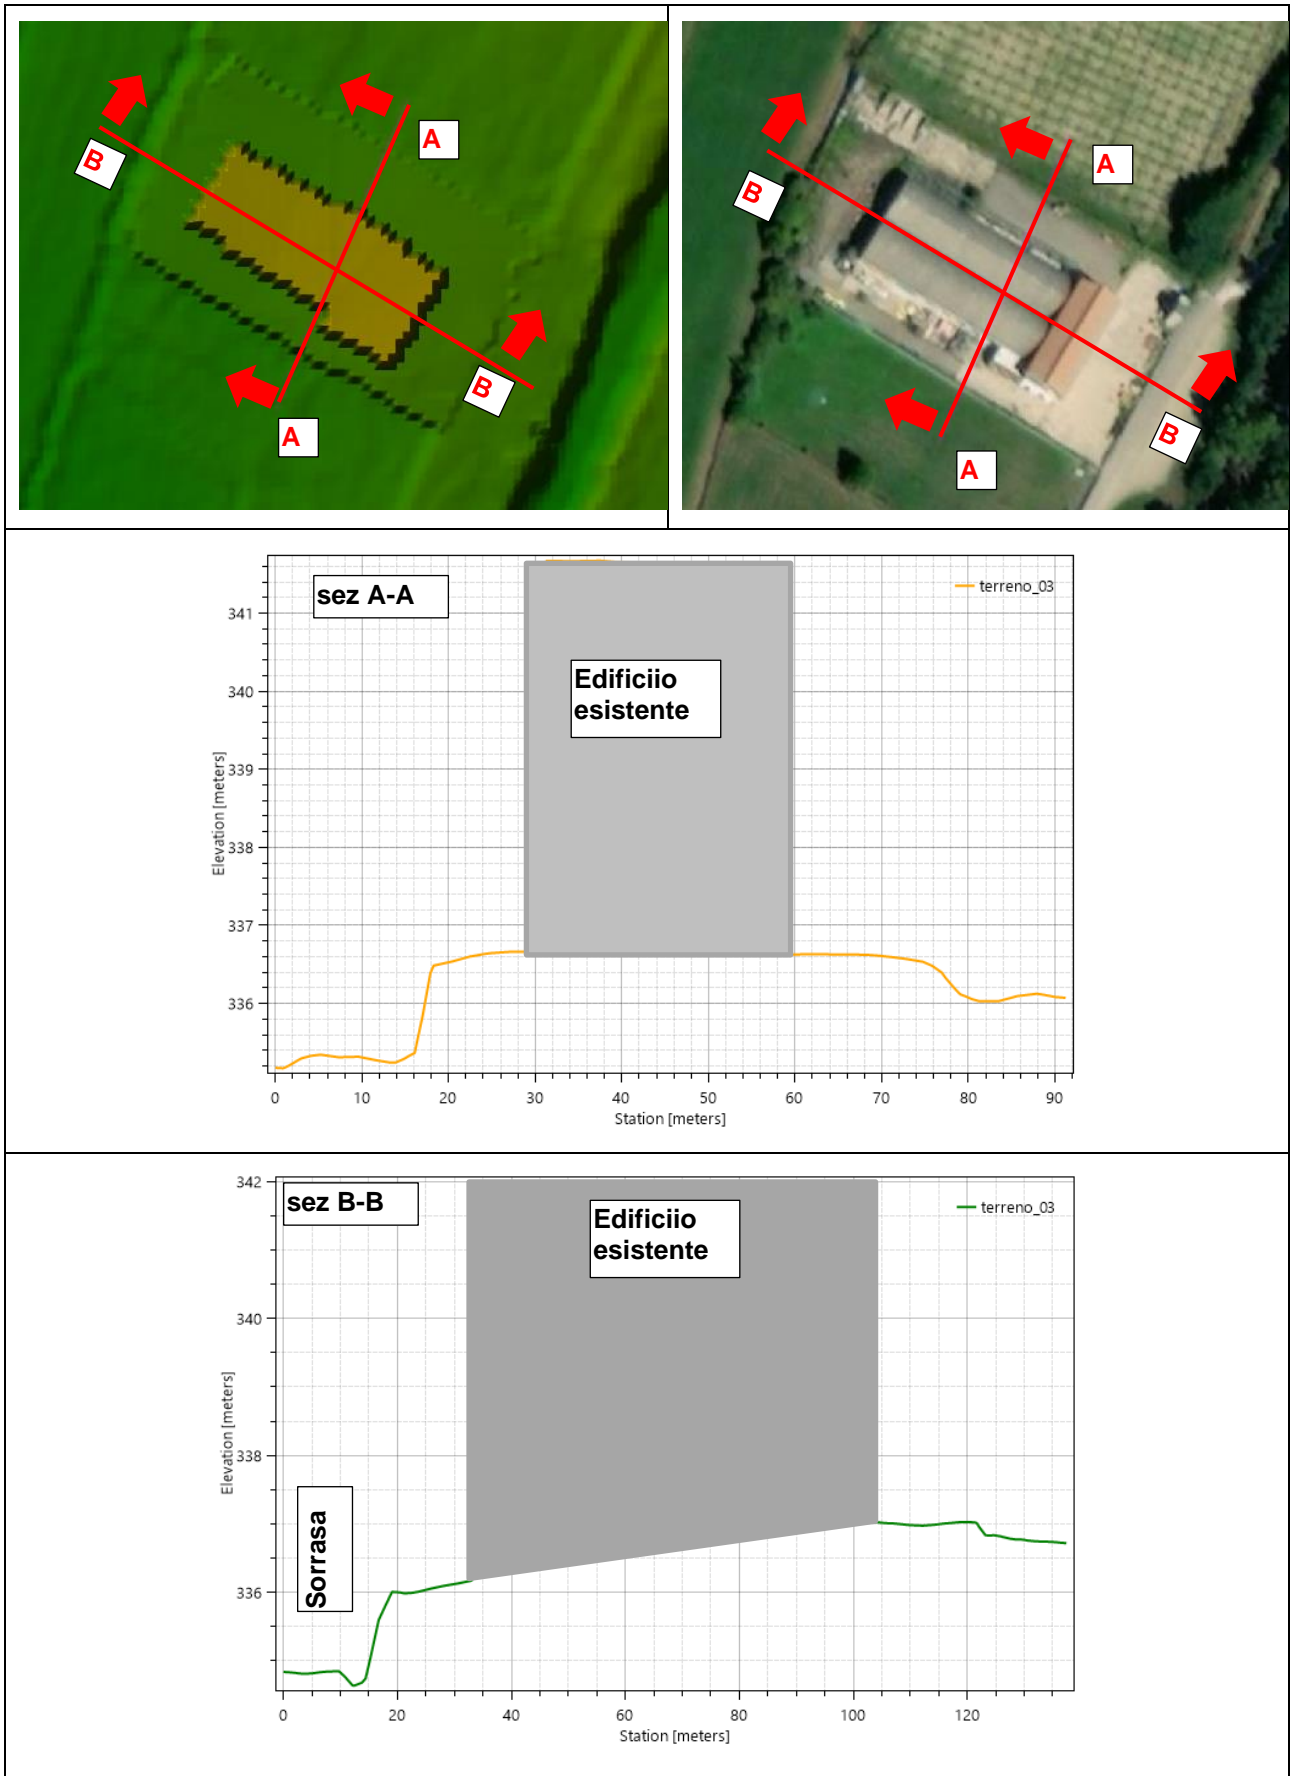 A
B
B
A
A
B
B
A
sez A-A
terreno_03
Edificiio
esistente
341
340
339
338
337
336
Elevation [meters]
0 10 20 30 40 50 60 70 80 90
Station [meters]
sez B-B
terreno_03
Edificiio
esistente
Sorrasa
342
340
338
336
Elevation [meters]
0 20 40 60 80 100 120
Station [meters]